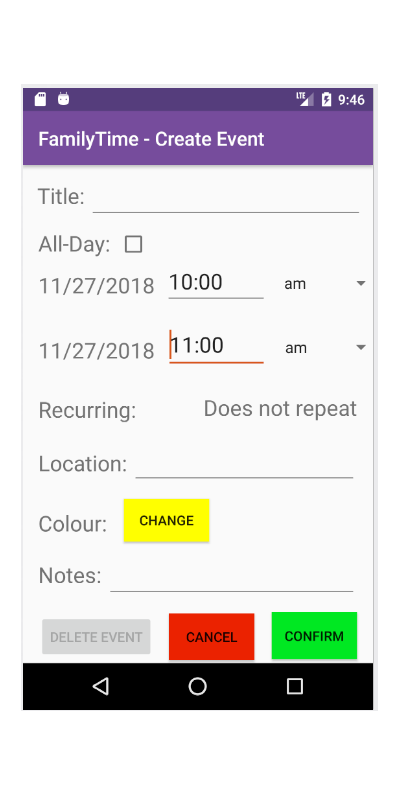 LTE 9:46
FamilyTime - Create Event
Title:
All-Day:
11/27/2018 10:00 am
11/27/2018 11:00 am
Recurring: Does not repeat
Location:
Colour: CHANGE
Notes:
DELETE EVENT CANCEL CONFIRM